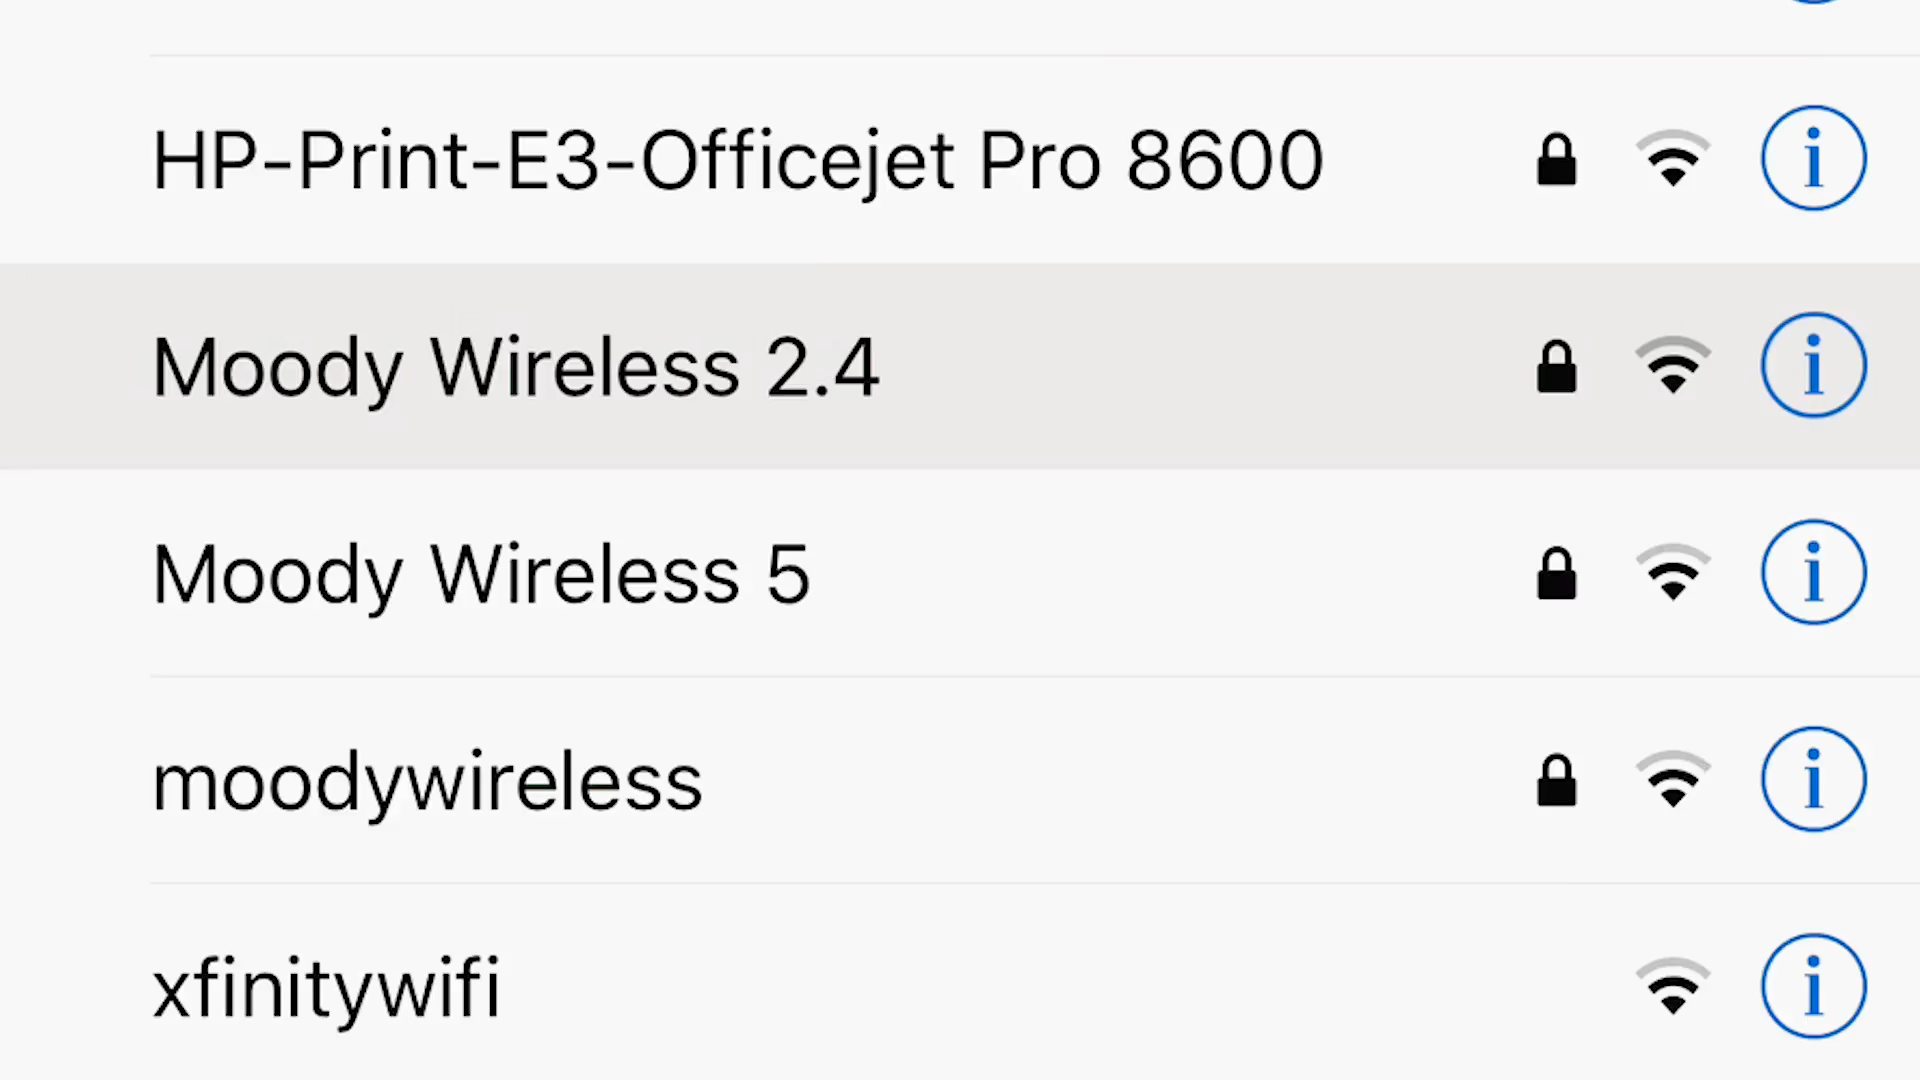 HP-Print-E3-Officejet Pro 8600
Moody Wireless 2.4
Moody Wireless 5
moodywireless
xfinitywifi